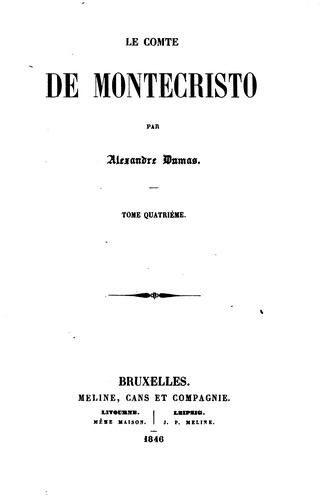 LE COMTE
DE MONTECRISTO
PAR
Alexandre Dumas.
TOME QUATRIÈME.
BRUXELLES.
MELINE, CANS ET COMPAGNIE.
LIVOURNE. | LEIPZIG.
MÊME MAISON. | J. P. MELINE.
1846